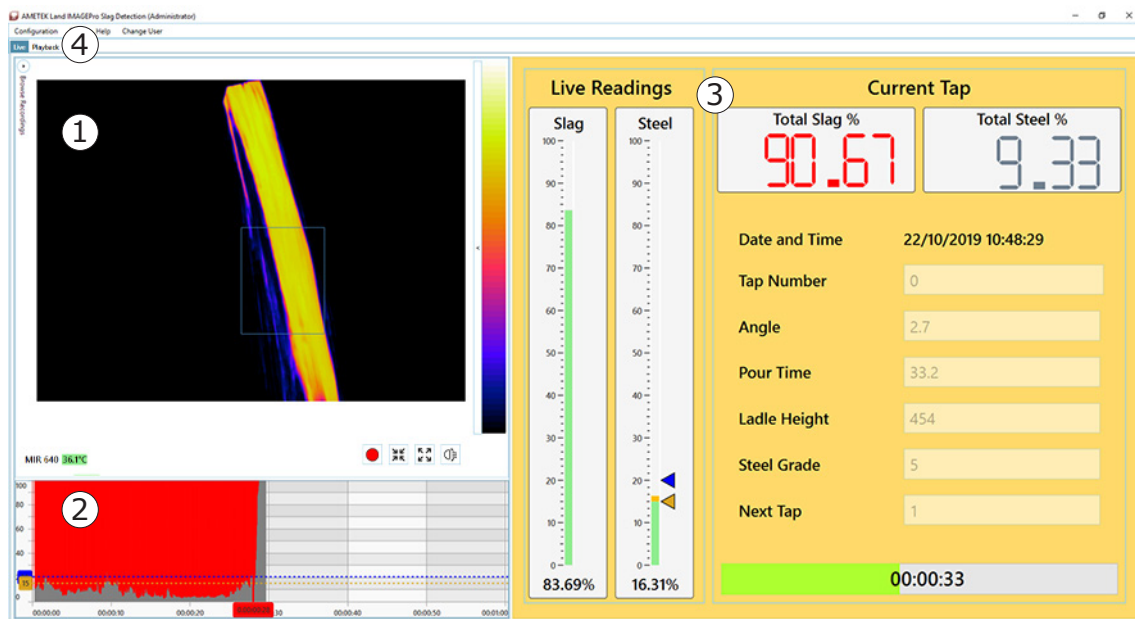 AMETEK Land IMAGEPro Slag Detection (Administrator)
Configuration Help Change User
Live Playback 4
Browse Recordings
1
MIR 640 36.1°C
100
80
60
40
15
0
2
00:00:00 00:00:10 00:00:20 :30 00:00:40 00:00:50 00:01:00
Live Readings
Slag
100
90
80
70
60
50
40
30
20
10
0
83.69%
Steel
100
90
80
70
60
50
40
30
20
10
0
16.31%
3
Current Tap
Total Slag %
90.67
Total Steel %
9.33
Date and Time 22/10/2019 10:48:29
Tap Number 0
Angle 2.7
Pour Time 33.2
Ladle Height 454
Steel Grade 5
Next Tap 1
00:00:33